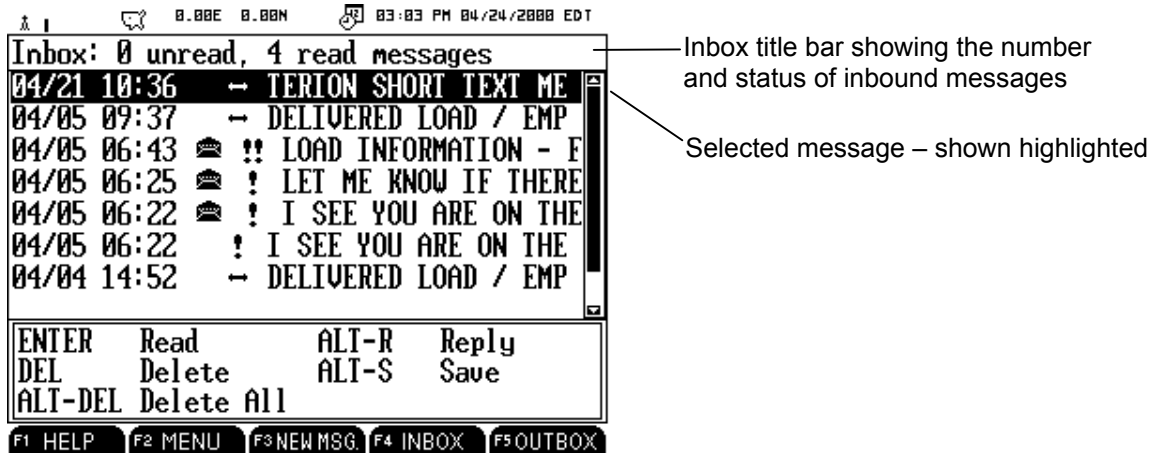 0.00E 0.00N 03:03 PM 04/24/2000 EDT
Inbox: 0 unread, 4 read messages
04/21 10:36 ↔ TERION SHORT TEXT ME
04/05 09:37 ↔ DELIVERED LOAD / EMP
04/05 06:43 ☎ !! LOAD INFORMATION - F
04/05 06:25 ☎ ! LET ME KNOW IF THERE
04/05 06:22 ☎ ! I SEE YOU ARE ON THE
04/05 06:22 ! I SEE YOU ARE ON THE
04/04 14:52 ↔ DELIVERED LOAD / EMP
ENTER Read ALT-R Reply
DEL Delete ALT-S Save
ALT-DEL Delete All
F1 HELP F2 MENU F3 NEW MSG. F4 INBOX F5 OUTBOX
Inbox title bar showing the number
and status of inbound messages
Selected message – shown highlighted